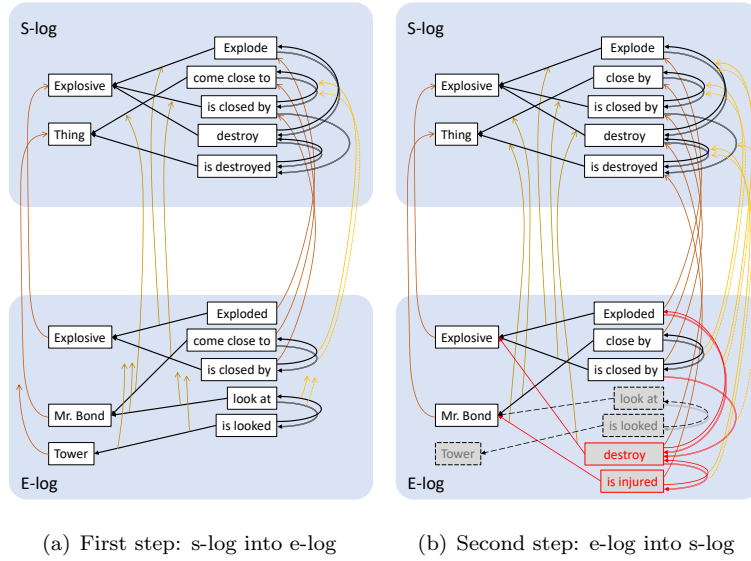 S-log
Explode
come close to
Explosive
is closed by
Thing
destroy
is destroyed
Exploded
Explosive
come close to
is closed by
look at
Mr. Bond
is looked
Tower
E-log
(a) First step: s-log into e-log
S-log
Explode
close by
Explosive
is closed by
Thing
destroy
is destroyed
Exploded
Explosive
close by
is closed by
look at
Mr. Bond
is looked
Tower
destroy
is injured
E-log
(b) Second step: e-log into s-log